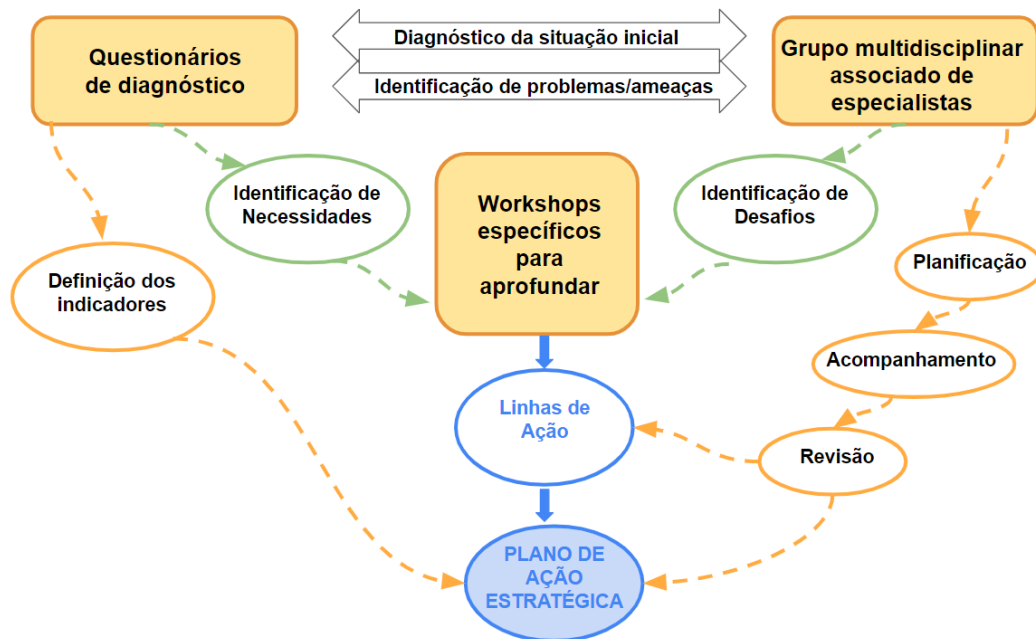 Questionários
de diagnóstico
Diagnóstico da situação inicial
Identificação de problemas/ameaças
Grupo multidisciplinar
associado de
especialistas
Identificação de
Necessidades
Workshops
específicos
para
aprofundar
Identificação de
Desafios
Definição dos
indicadores
Planificação
Acompanhamento
Linhas de
Ação
Revisão
PLANO DE
AÇÃO
ESTRATÉGICA